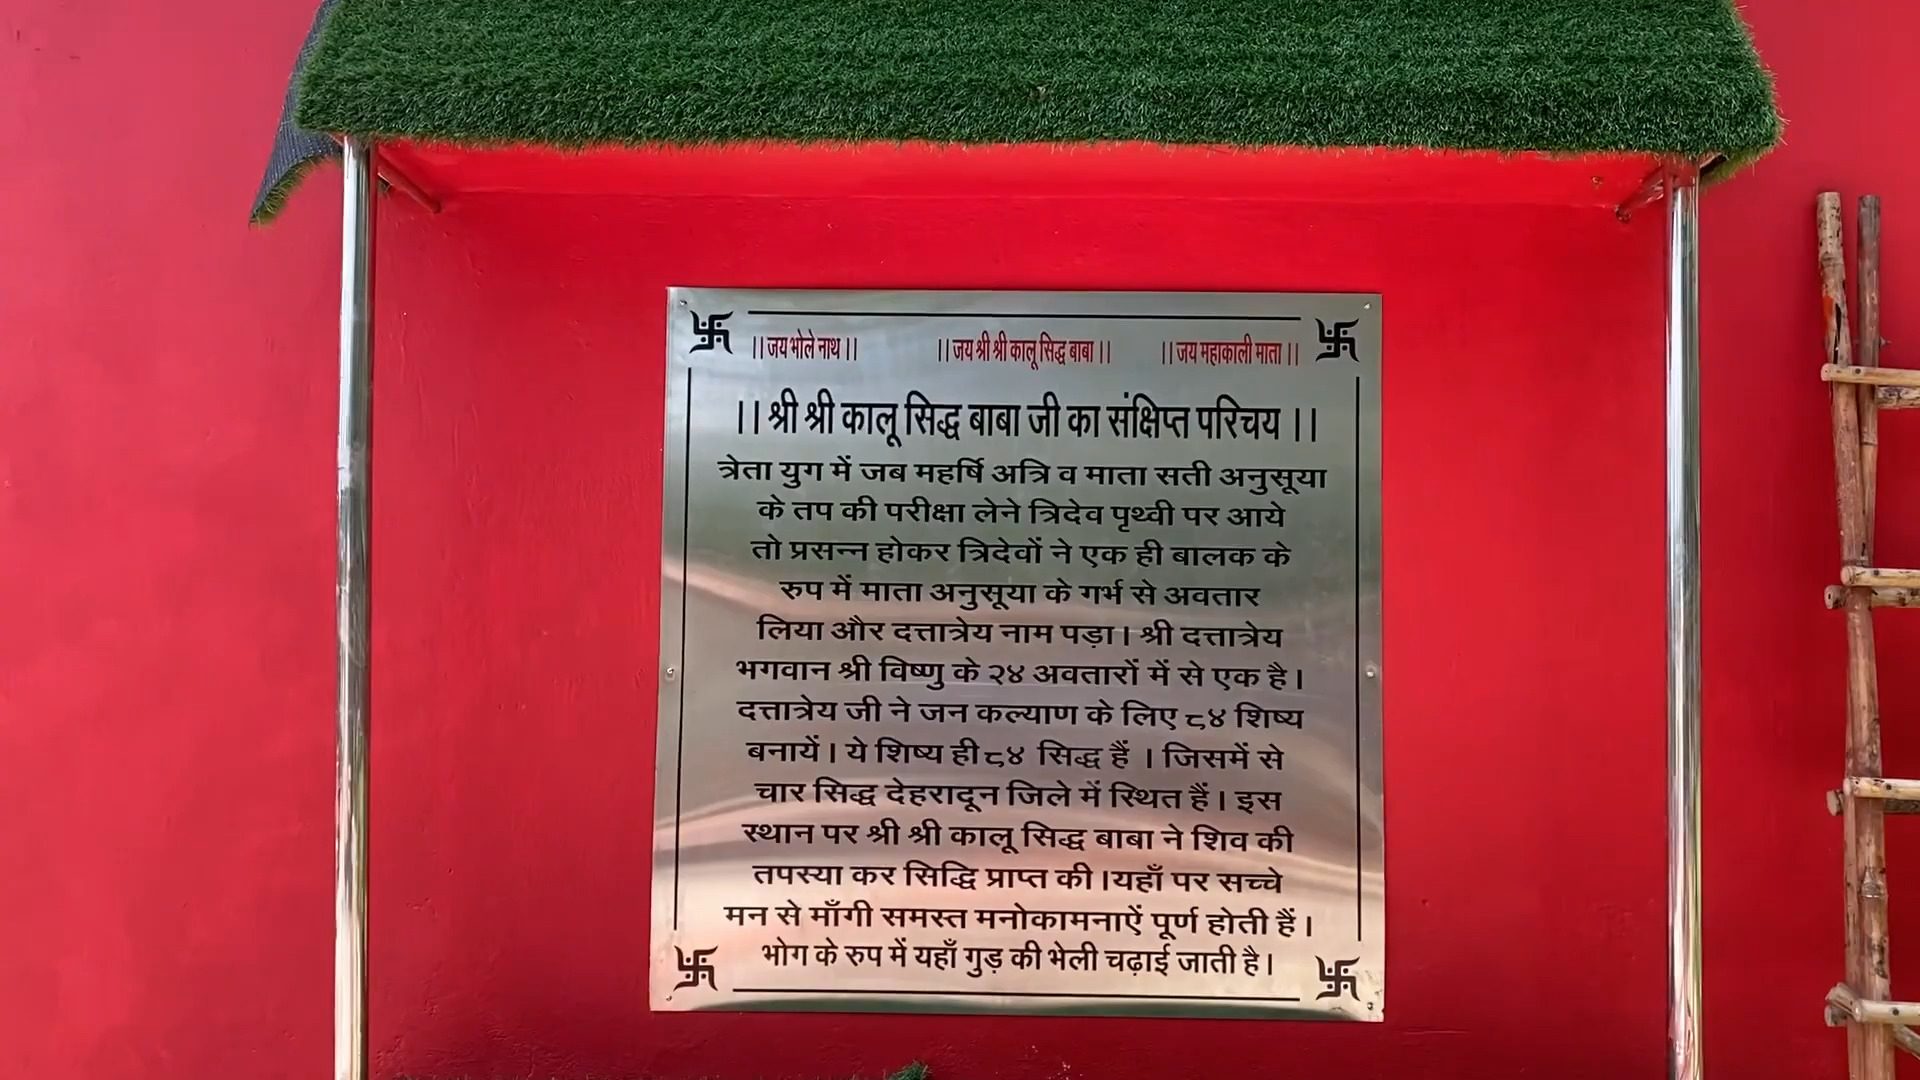 ।। जय भोले नाथ ।। ।। जय श्री श्री कालू सिद्ध बाबा ।। ।। जय महाकाली माता ।।
।। श्री श्री कालू सिद्ध बाबा जी का संक्षिप्त परिचय ।।
त्रेता युग में जब महर्षि अत्रि व माता सती अनुसूया
के तप की परीक्षा लेने त्रिदेव पृथ्वी पर आये
तो प्रसन्न होकर त्रिदेवों ने एक ही बालक के
रुप में माता अनुसूया के गर्भ से अवतार
लिया और दत्तात्रेय नाम पड़ा। श्री दत्तात्रेय
भगवान श्री विष्णु के २४ अवतारों में से एक है।
दत्तात्रेय जी ने जन कल्याण के लिए ८४ शिष्य
बनायें। ये शिष्य ही ८४ सिद्ध हैं । जिसमें से
चार सिद्ध देहरादून जिले में स्थित हैं। इस
स्थान पर श्री श्री कालू सिद्ध बाबा ने शिव की
तपस्या कर सिद्धि प्राप्त की।यहाँ पर सच्चे
मन से माँगी समस्त मनोकामनाऐं पूर्ण होती हैं।
भोग के रुप में यहाँ गुड़ की भेली चढ़ाई जाती है।